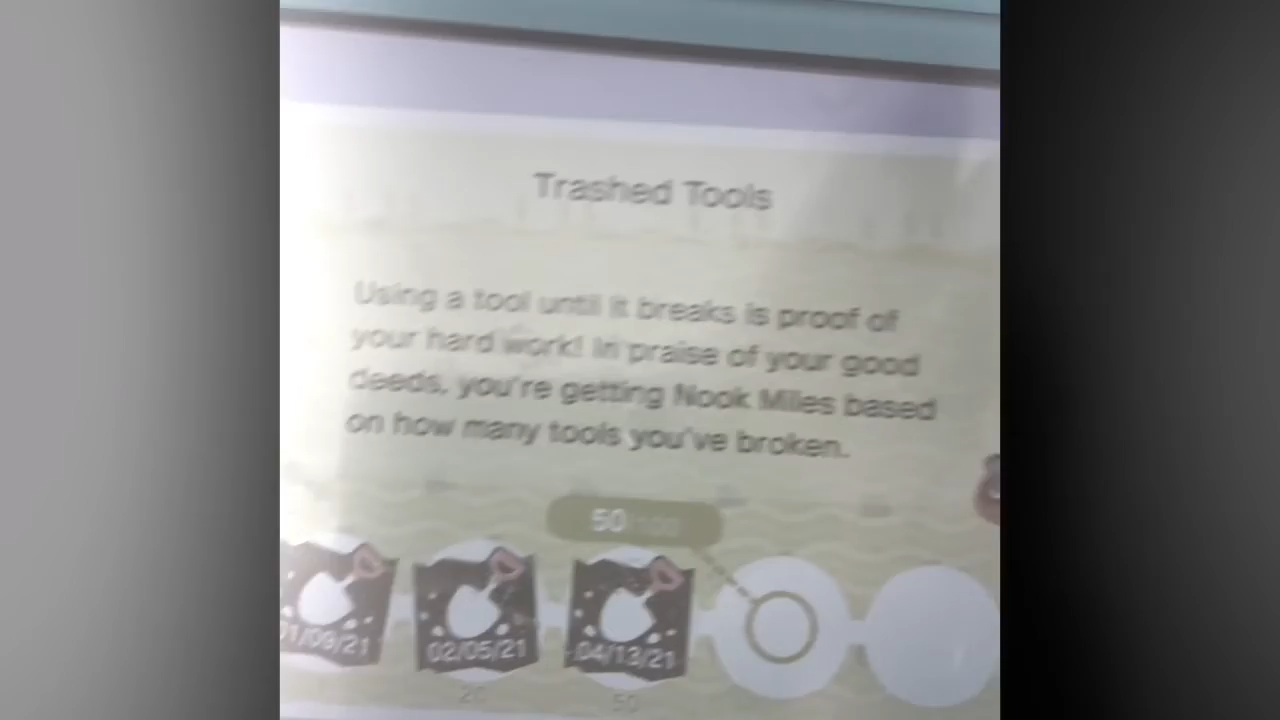 Trashed Tools
Using a tool until it breaks is proof of
your hard work! In praise of your good
deeds, you're getting Nook Miles based
on how many tools you've broken.
50/100
1/09/21 02/05/21 04/13/21
20 50